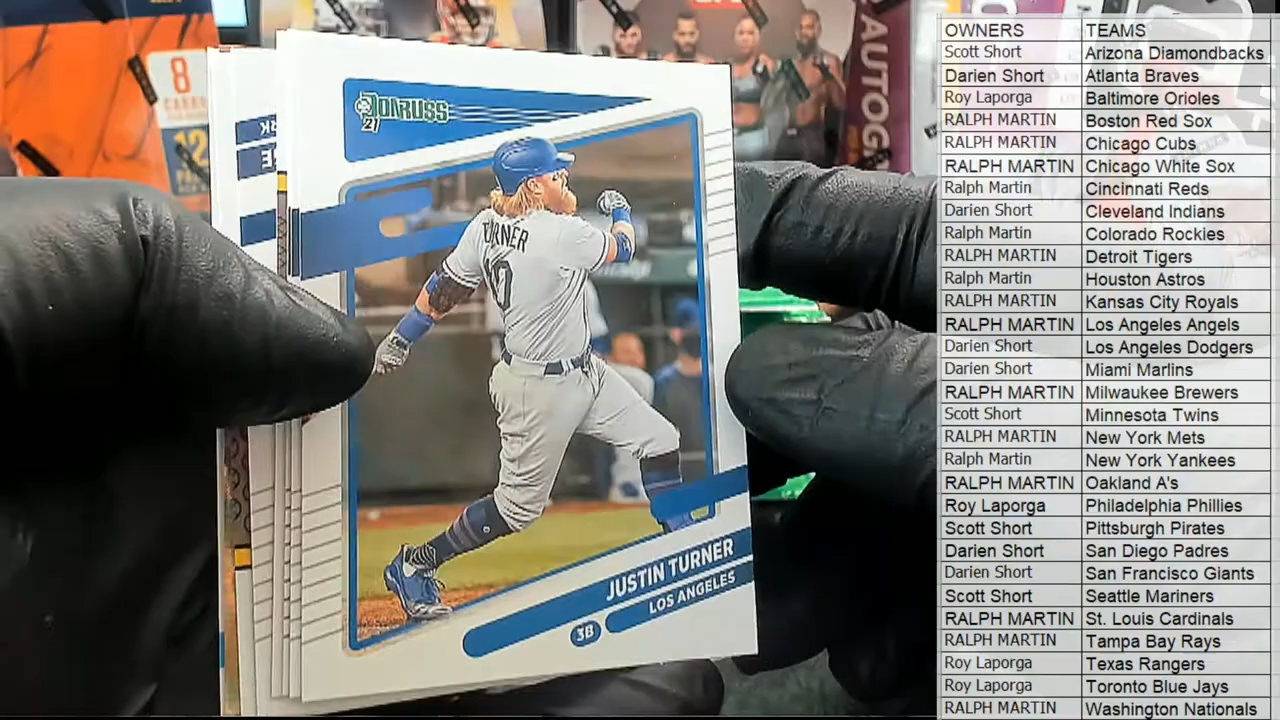 8
CARDS
12
AUTOG
DONRUSS
21
TURNER
10
JUSTIN TURNER
LOS ANGELES
3B
OWNERS TEAMS
Scott Short Arizona Diamondbacks
Darien Short Atlanta Braves
Roy Laporga Baltimore Orioles
RALPH MARTIN Boston Red Sox
RALPH MARTIN Chicago Cubs
RALPH MARTIN Chicago White Sox
Ralph Martin Cincinnati Reds
Darien Short Cleveland Indians
Ralph Martin Colorado Rockies
RALPH MARTIN Detroit Tigers
Ralph Martin Houston Astros
RALPH MARTIN Kansas City Royals
RALPH MARTIN Los Angeles Angels
Darien Short Los Angeles Dodgers
Darien Short Miami Marlins
RALPH MARTIN Milwaukee Brewers
Scott Short Minnesota Twins
RALPH MARTIN New York Mets
Ralph Martin New York Yankees
RALPH MARTIN Oakland A's
Roy Laporga Philadelphia Phillies
Scott Short Pittsburgh Pirates
Darien Short San Diego Padres
Darien Short San Francisco Giants
Scott Short Seattle Mariners
RALPH MARTIN St. Louis Cardinals
RALPH MARTIN Tampa Bay Rays
Roy Laporga Texas Rangers
Roy Laporga Toronto Blue Jays
RALPH MARTIN Washington Nationals